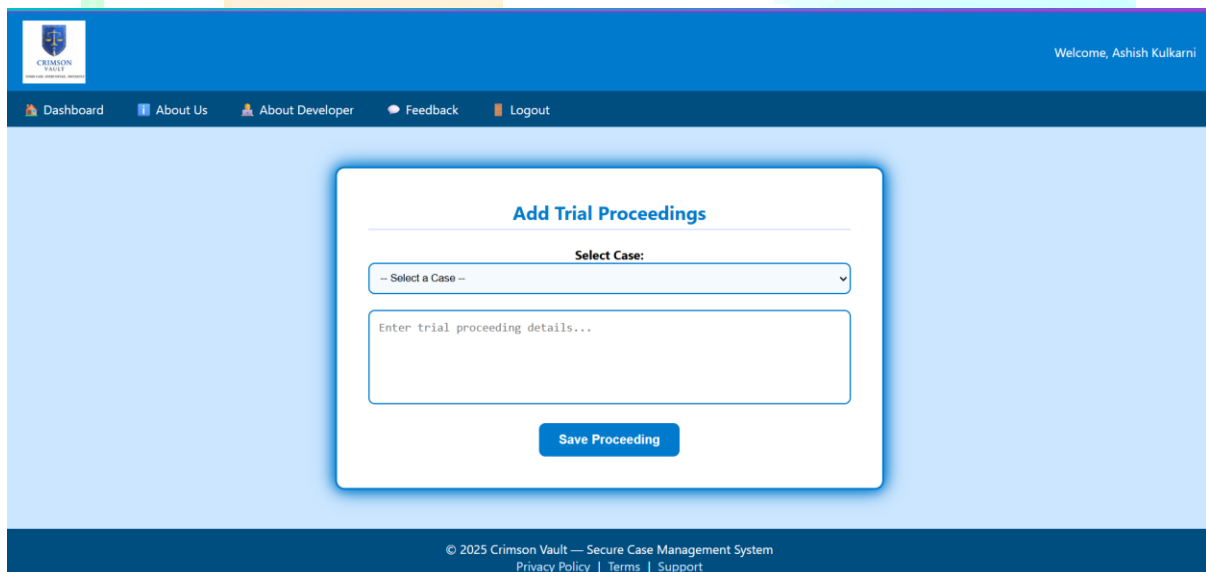 CRIMSON
VAULT
Welcome, Ashish Kulkarni
Dashboard About Us About Developer Feedback Logout
Add Trial Proceedings
Select Case:
-- Select a Case --
Enter trial proceeding details...
Save Proceeding
© 2025 Crimson Vault — Secure Case Management System
Privacy Policy | Terms | Support